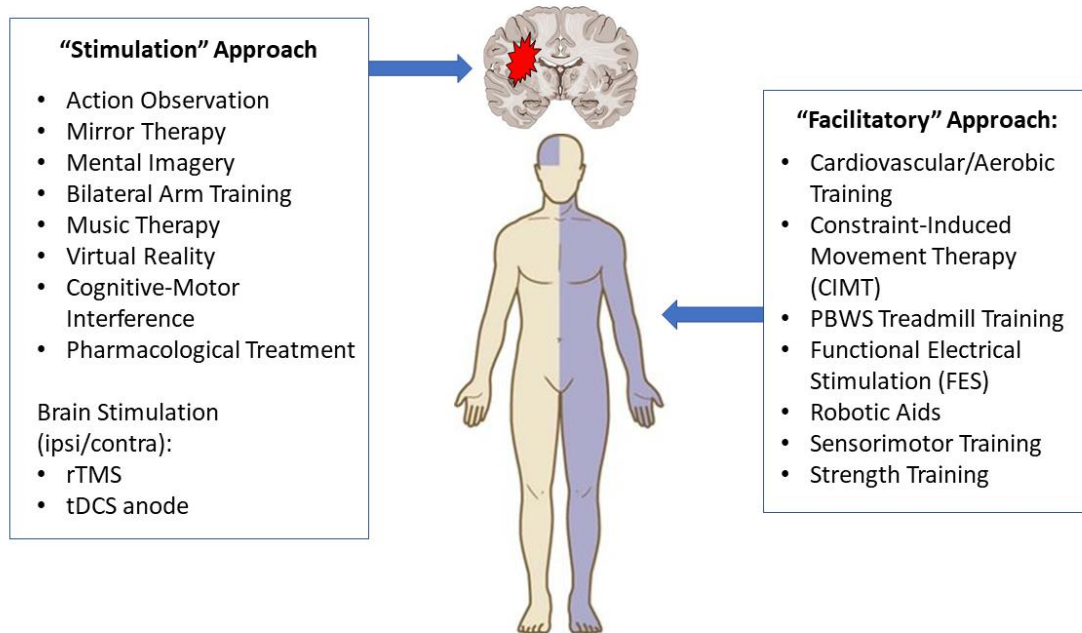 “Stimulation” Approach
• Action Observation
• Mirror Therapy
• Mental Imagery
• Bilateral Arm Training
• Music Therapy
• Virtual Reality
• Cognitive-Motor
Interference
• Pharmacological Treatment
Brain Stimulation
(ipsi/contra):
• rTMS
• tDCS anode
“Facilitatory” Approach:
• Cardiovascular/Aerobic
Training
• Constraint-Induced
Movement Therapy
(CIMT)
• PBWS Treadmill Training
• Functional Electrical
Stimulation (FES)
• Robotic Aids
• Sensorimotor Training
• Strength Training